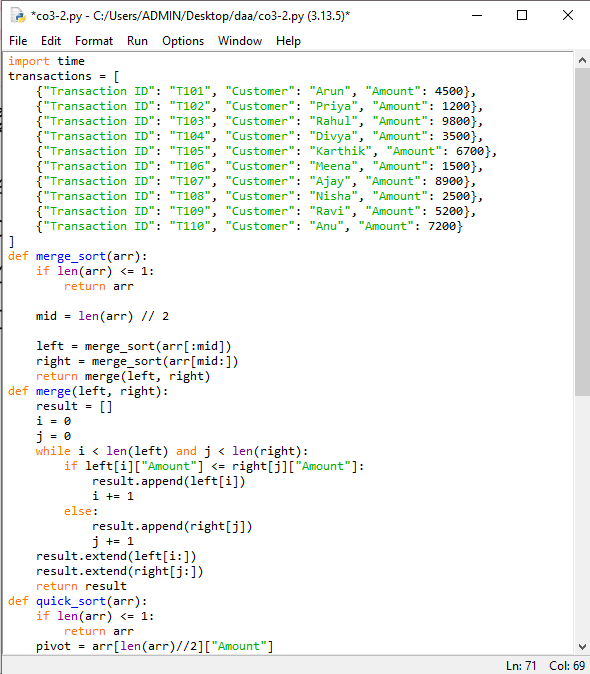 *co3-2.py - C:/Users/ADMIN/Desktop/daa/co3-2.py (3.13.5)*
File Edit Format Run Options Window Help
import time
transactions = [
    {"Transaction ID": "T101", "Customer": "Arun", "Amount": 4500},
    {"Transaction ID": "T102", "Customer": "Priya", "Amount": 1200},
    {"Transaction ID": "T103", "Customer": "Rahul", "Amount": 9800},
    {"Transaction ID": "T104", "Customer": "Divya", "Amount": 3500},
    {"Transaction ID": "T105", "Customer": "Karthik", "Amount": 6700},
    {"Transaction ID": "T106", "Customer": "Meena", "Amount": 1500},
    {"Transaction ID": "T107", "Customer": "Ajay", "Amount": 8900},
    {"Transaction ID": "T108", "Customer": "Nisha", "Amount": 2500},
    {"Transaction ID": "T109", "Customer": "Ravi", "Amount": 5200},
    {"Transaction ID": "T110", "Customer": "Anu", "Amount": 7200}
]
def merge_sort(arr):
    if len(arr) <= 1:
        return arr

    mid = len(arr) // 2

    left = merge_sort(arr[:mid])
    right = merge_sort(arr[mid:])
    return merge(left, right)
def merge(left, right):
    result = []
    i = 0
    j = 0
    while i < len(left) and j < len(right):
        if left[i]["Amount"] <= right[j]["Amount"]:
            result.append(left[i])
            i += 1
        else:
            result.append(right[j])
            j += 1
    result.extend(left[i:])
    result.extend(right[j:])
    return result
def quick_sort(arr):
    if len(arr) <= 1:
        return arr
    pivot = arr[len(arr)//2]["Amount"]
Ln: 71 Col: 69